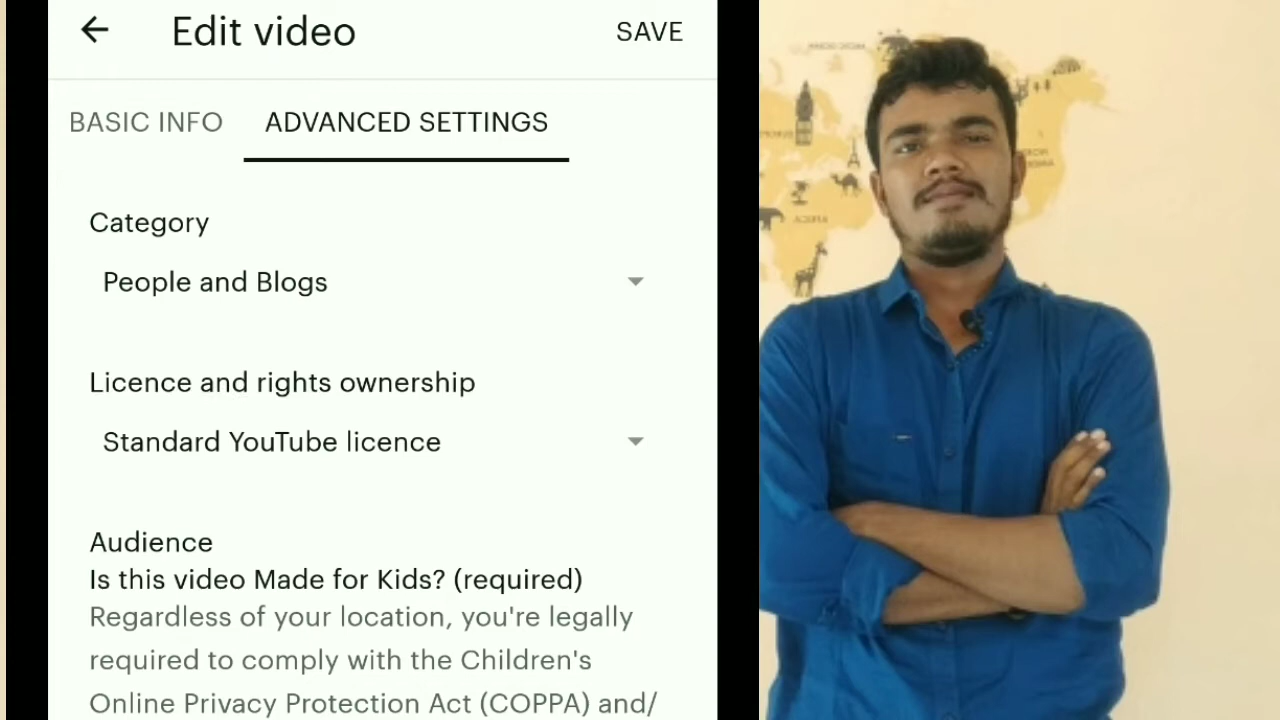 Edit video
SAVE
BASIC INFO
ADVANCED SETTINGS
Category
People and Blogs
Licence and rights ownership
Standard YouTube licence
Audience
Is this video Made for Kids? (required)
Regardless of your location, you're legally
required to comply with the Children's
Online Privacy Protection Act (COPPA) and/